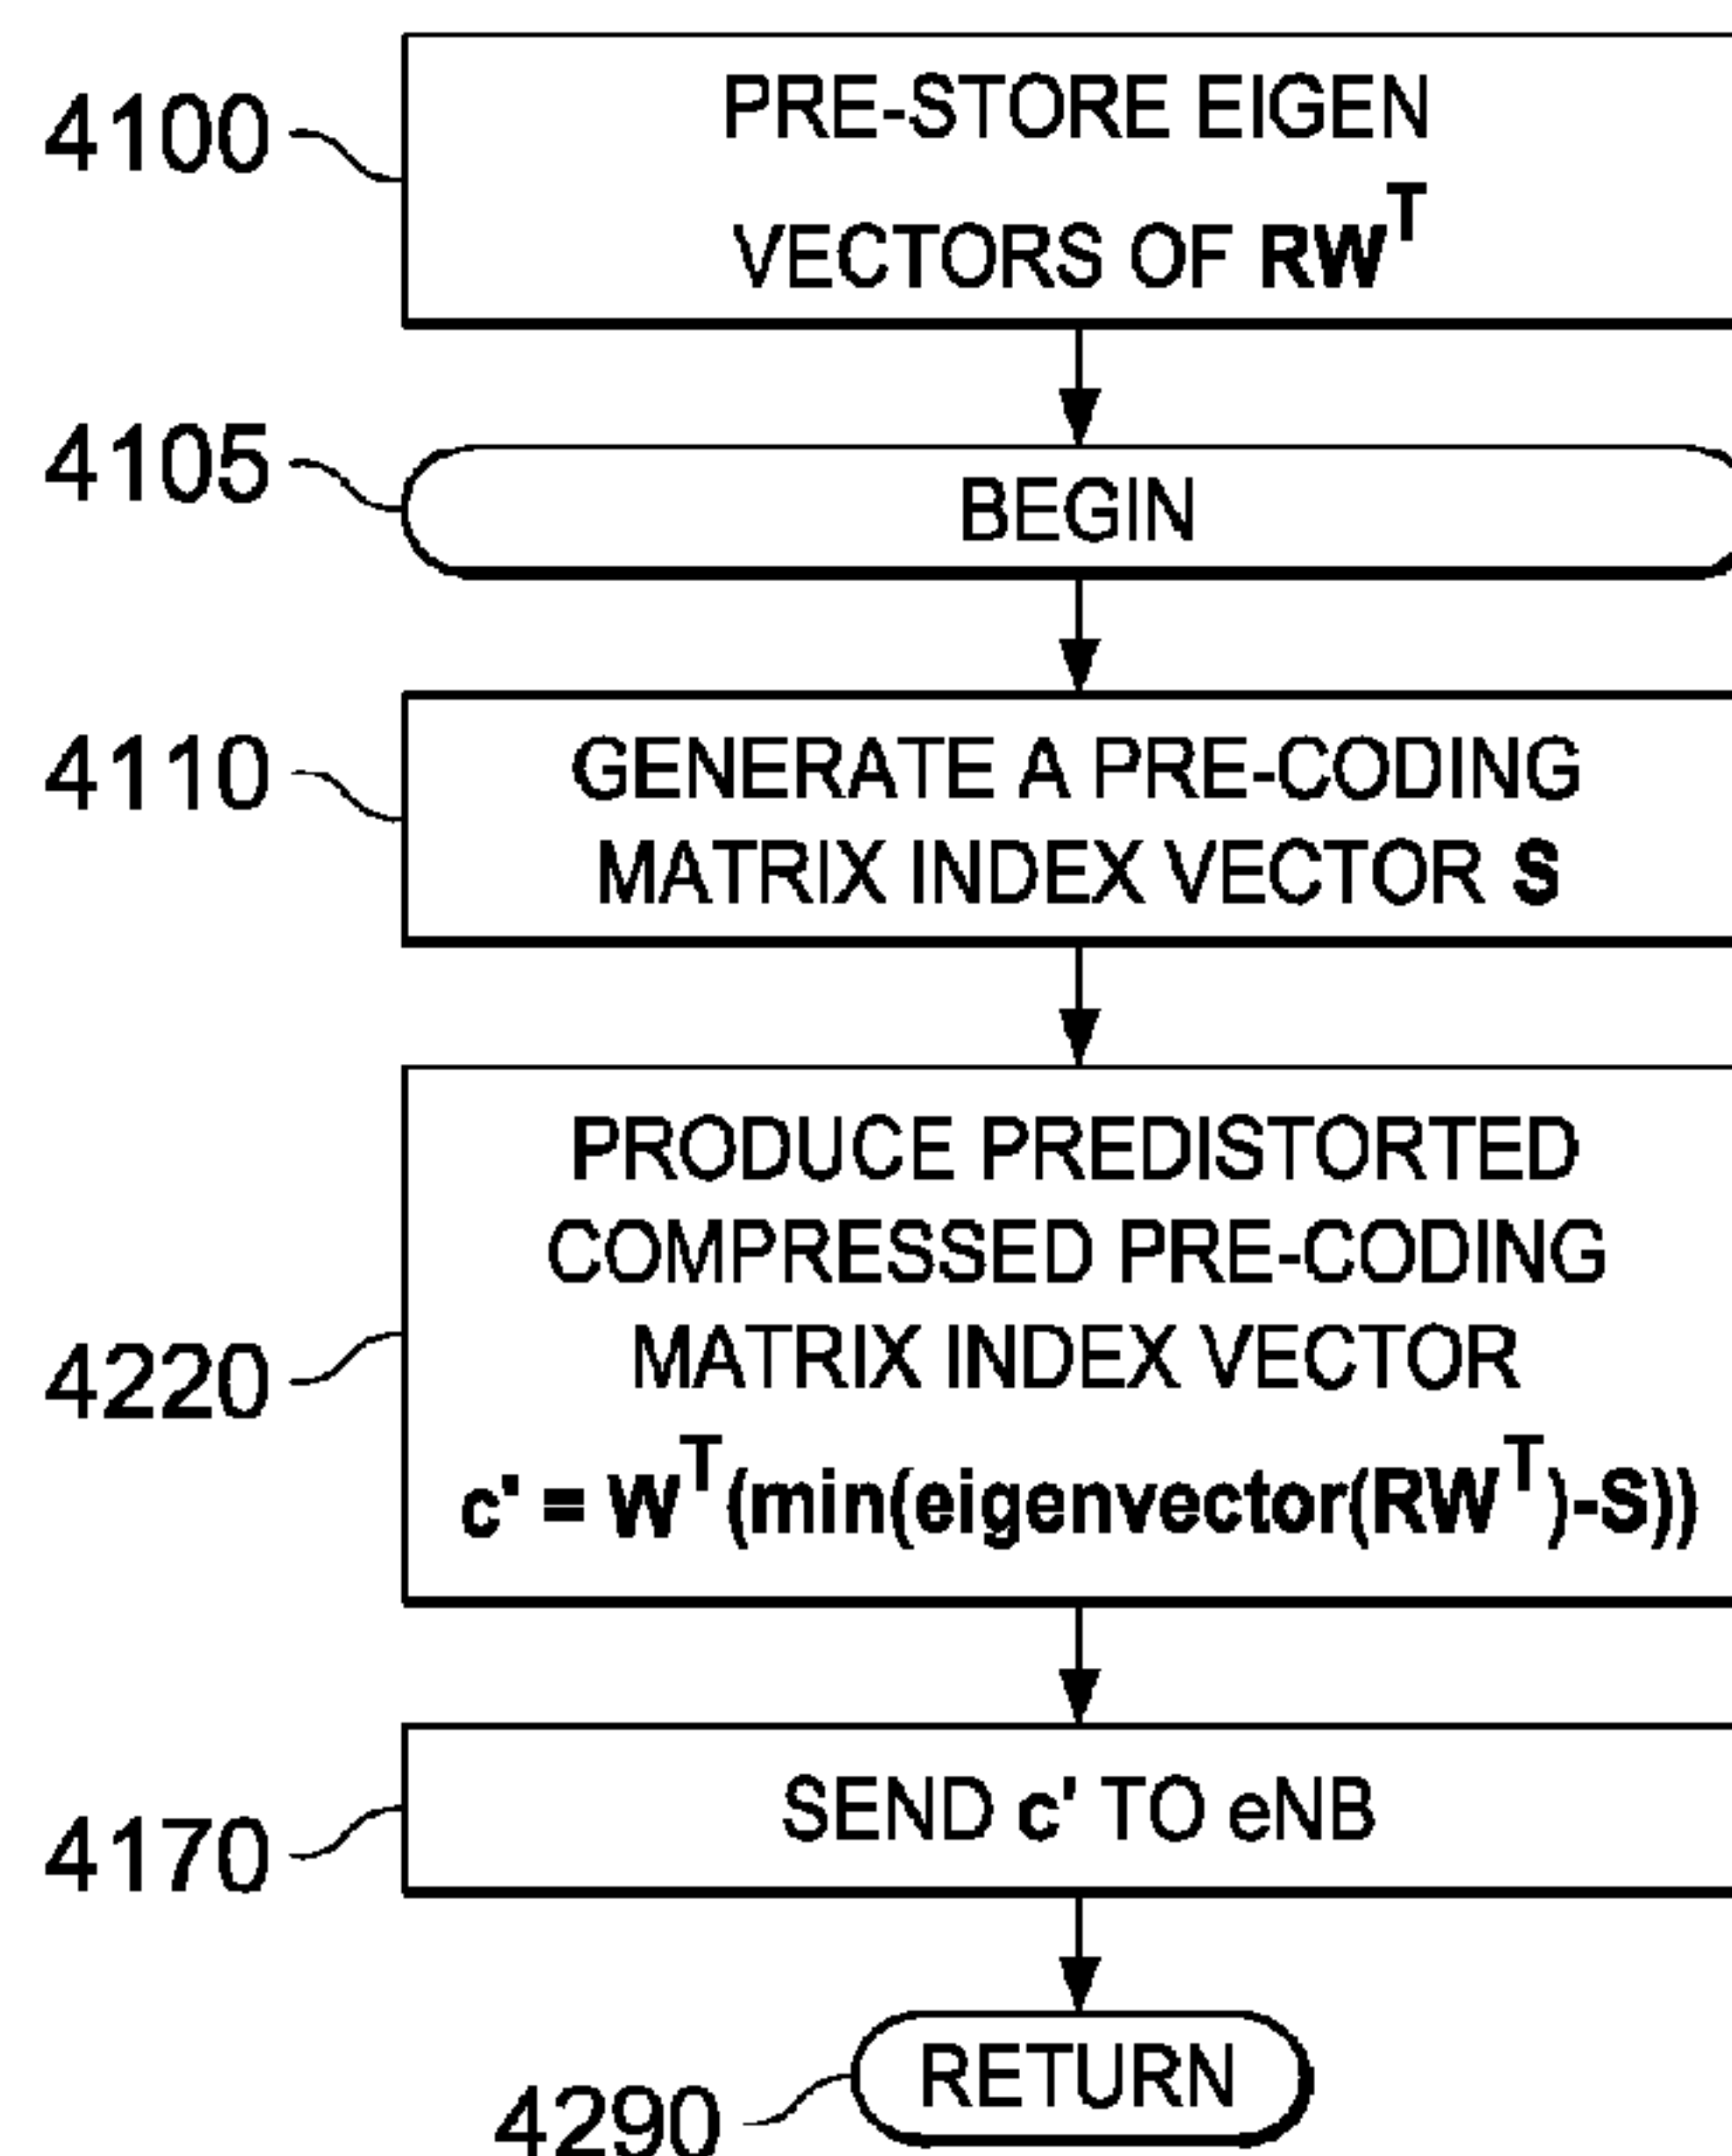 4100
PRE-STORE EIGEN
VECTORS OF RW^T
4105
BEGIN
4110
GENERATE A PRE-CODING
MATRIX INDEX VECTOR S
4220
PRODUCE PREDISTORTED
COMPRESSED PRE-CODING
MATRIX INDEX VECTOR
c' = W^T(min(eigenvector(RW^T)-S))
4170
SEND c' TO eNB
4290
RETURN